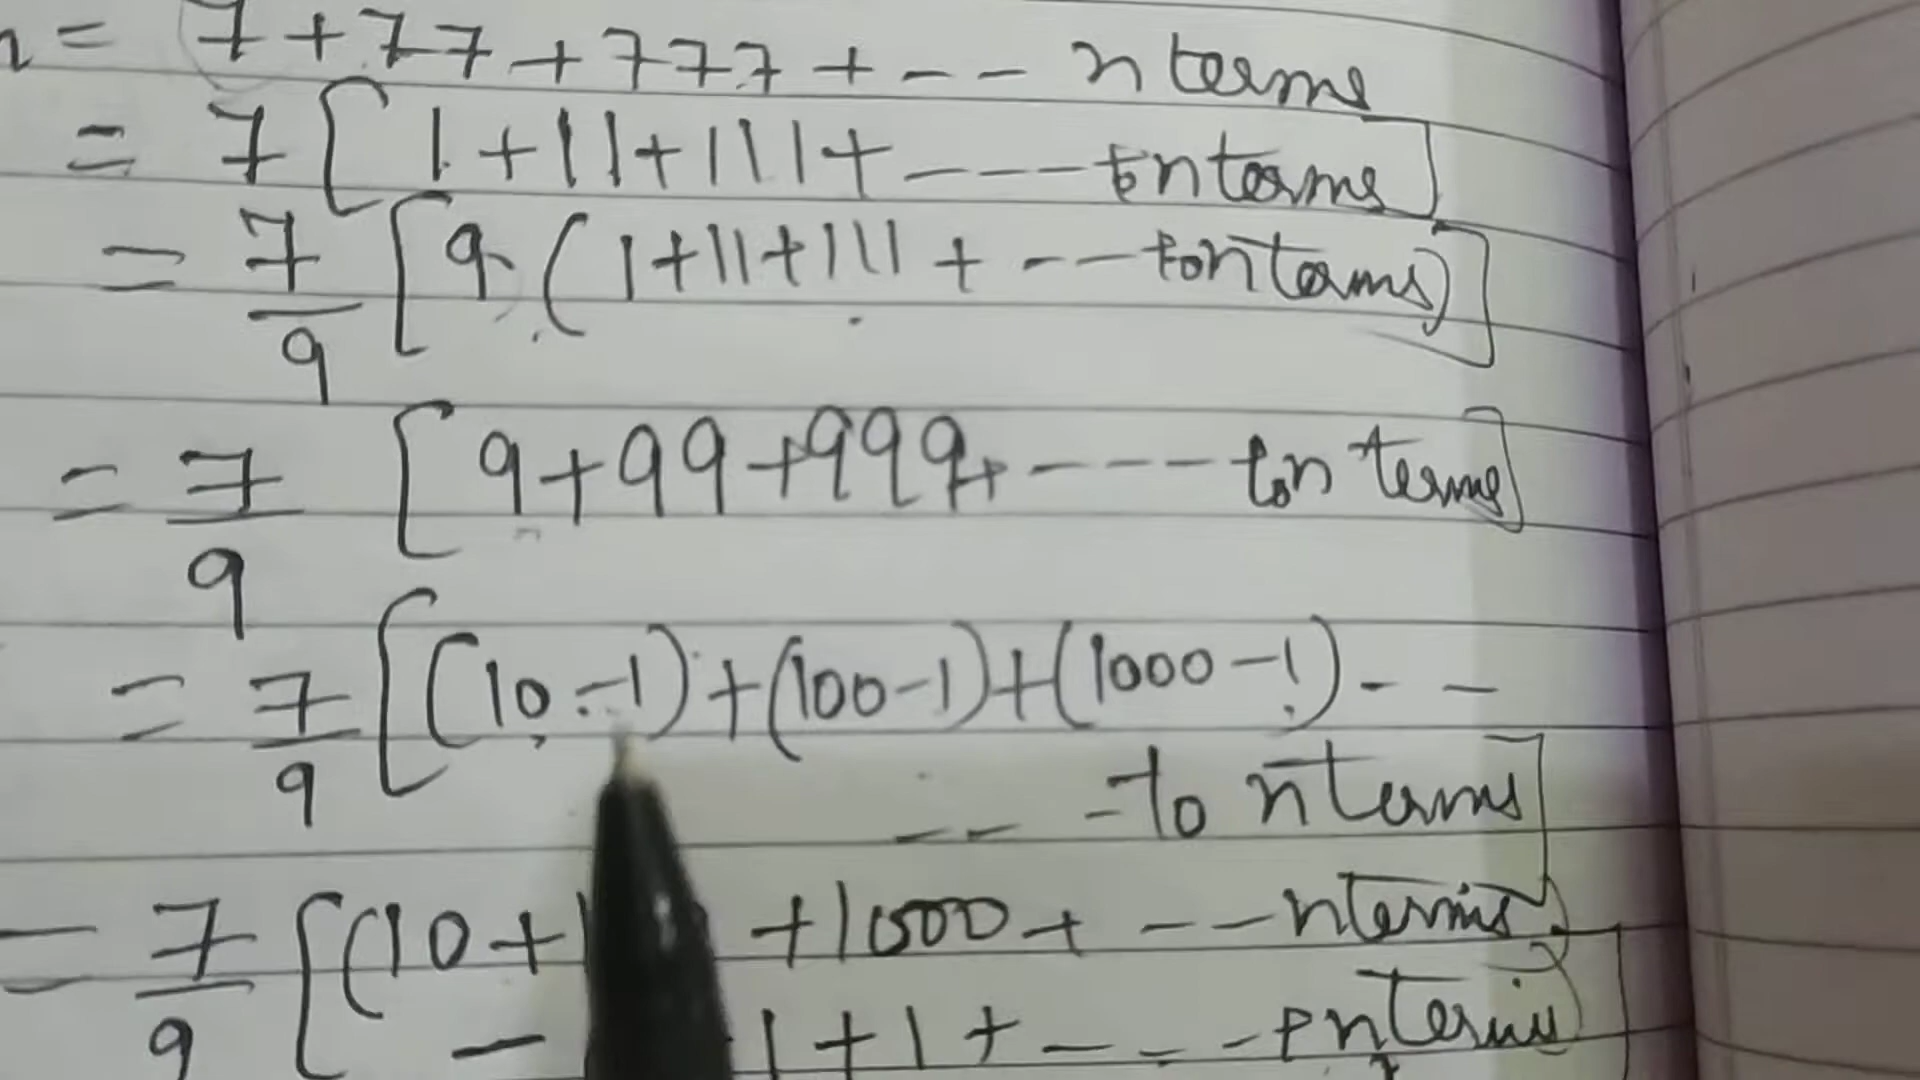 n = 7 + 77 + 777 + - - n terms
= 7 [ 1 + 11 + 111 + - - - - to n terms ]
= 7/9 [ 9 ( 1 + 11 + 111 + - - - to n terms ) ]
= 7/9 [ 9 + 99 + 999 + - - - - to n terms ]
= 7/9 [ (10 - 1) + (100 - 1) + (1000 - 1) - -
- - - to n terms ]
= 7/9 [ (10 + 1 + 1000 + - - - n terms )
- 1 + 1 + - - - n terms